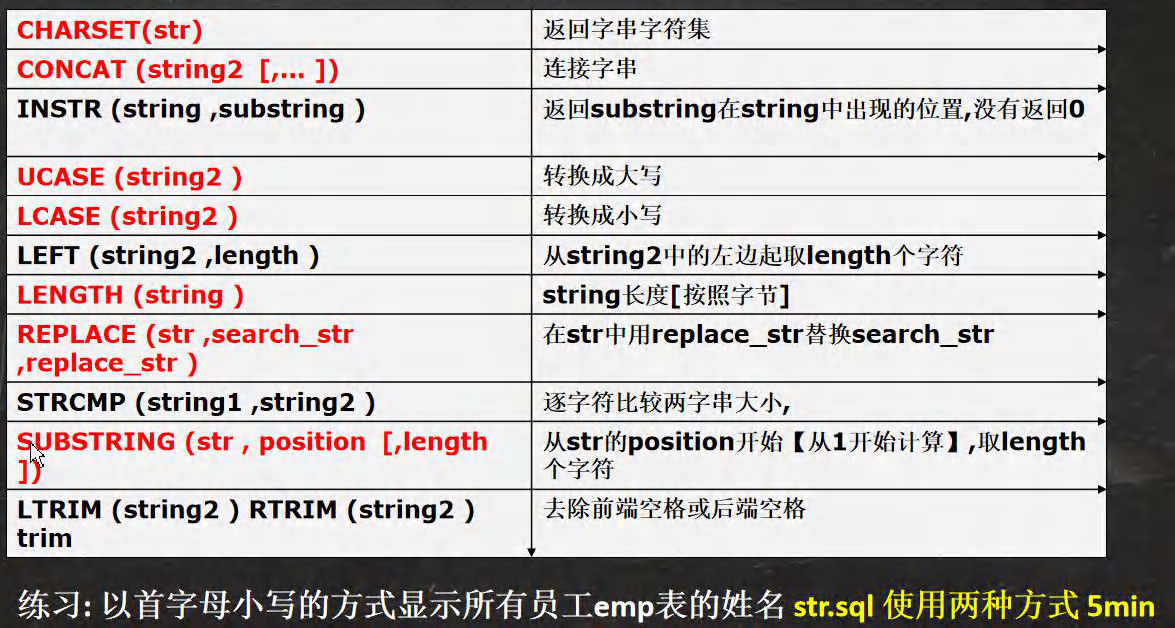 CHARSET(str) 返回字串字符集
CONCAT (string2 [,... ]) 连接字串
INSTR (string ,substring ) 返回substring在string中出现的位置,没有返回0
UCASE (string2 ) 转换成大写
LCASE (string2 ) 转换成小写
LEFT (string2 ,length ) 从string2中的左边起取length个字符
LENGTH (string ) string长度[按照字节]
REPLACE (str ,search_str 在str中用replace_str替换search_str
,replace_str )
STRCMP (string1 ,string2 ) 逐字符比较两字串大小,
SUBSTRING (str , position [,length 从str的position开始【从1开始计算】,取length
]) 个字符
LTRIM (string2 ) RTRIM (string2 ) 去除前端空格或后端空格
trim
练习: 以首字母小写的方式显示所有员工emp表的姓名 str.sql 使用两种方式 5min